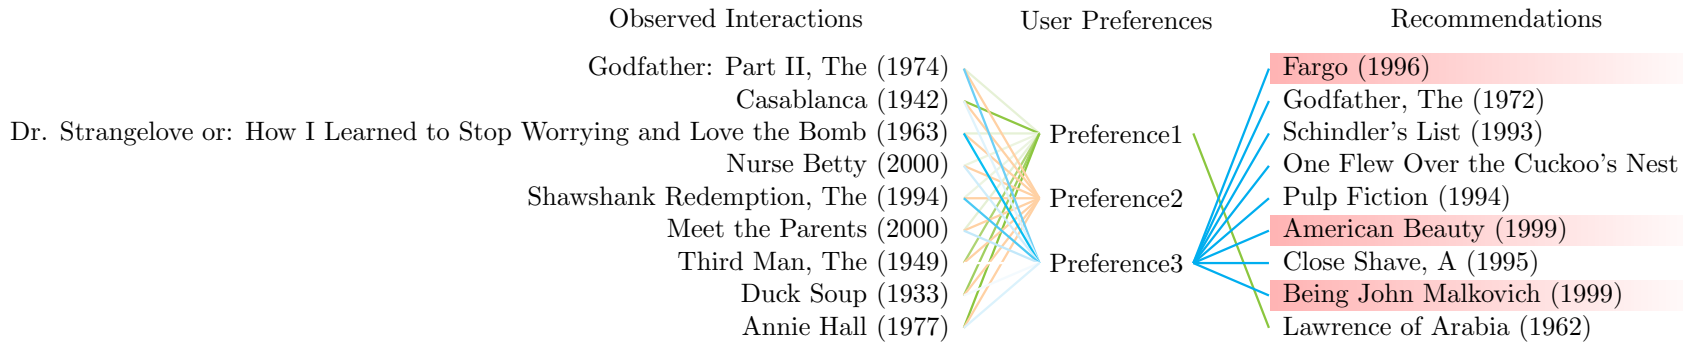 Observed Interactions
User Preferences
Recommendations
Godfather: Part II, The (1974)
Casablanca (1942)
Dr. Strangelove or: How I Learned to Stop Worrying and Love the Bomb (1963)
Nurse Betty (2000)
Shawshank Redemption, The (1994)
Meet the Parents (2000)
Third Man, The (1949)
Duck Soup (1933)
Annie Hall (1977)
Preference1
Preference2
Preference3
Fargo (1996)
Godfather, The (1972)
Schindler's List (1993)
One Flew Over the Cuckoo's Nest
Pulp Fiction (1994)
American Beauty (1999)
Close Shave, A (1995)
Being John Malkovich (1999)
Lawrence of Arabia (1962)